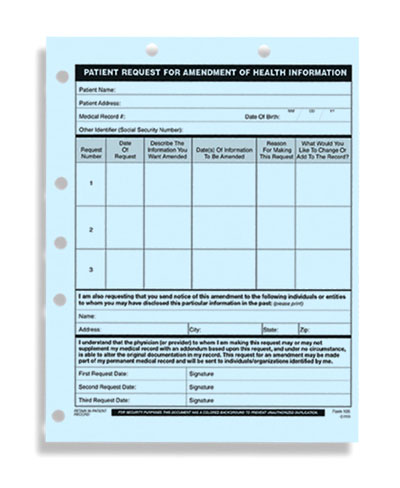 PATIENT REQUEST FOR AMENDMENT OF HEALTH INFORMATION
Patient Name:
Patient Address:
Medical Record #: Date Of Birth: MM DD YY
Other Identifier (Social Security Number):
Request Number
Date Of Request
Describe The Information You Want Amended
Date(s) Of Information To Be Amended
Reason For Making This Request
What Would You Like To Change Or Add To The Record?
1
2
3
I am also requesting that you send notice of this amendment to the following individuals or entities
to whom you may have disclosed this particular information in the past: (please print)
Name:
Address: City: State: Zip:
I understand that the physician (or provider) to whom I am making this request may or may not
supplement my medical record with an addendum based upon this request, and under no circumstance,
is able to alter the original documentation in my record. This request for an amendment may be made
part of my permanent medical record and will be sent to individuals/organizations identified by me.
First Request Date: Signature
Second Request Date: Signature
Third Request Date: Signature
RETAIN IN PATIENT RECORD
FOR SECURITY PURPOSES THIS DOCUMENT HAS A COLORED BACKGROUND TO PREVENT UNAUTHORIZED DUPLICATION.
Form